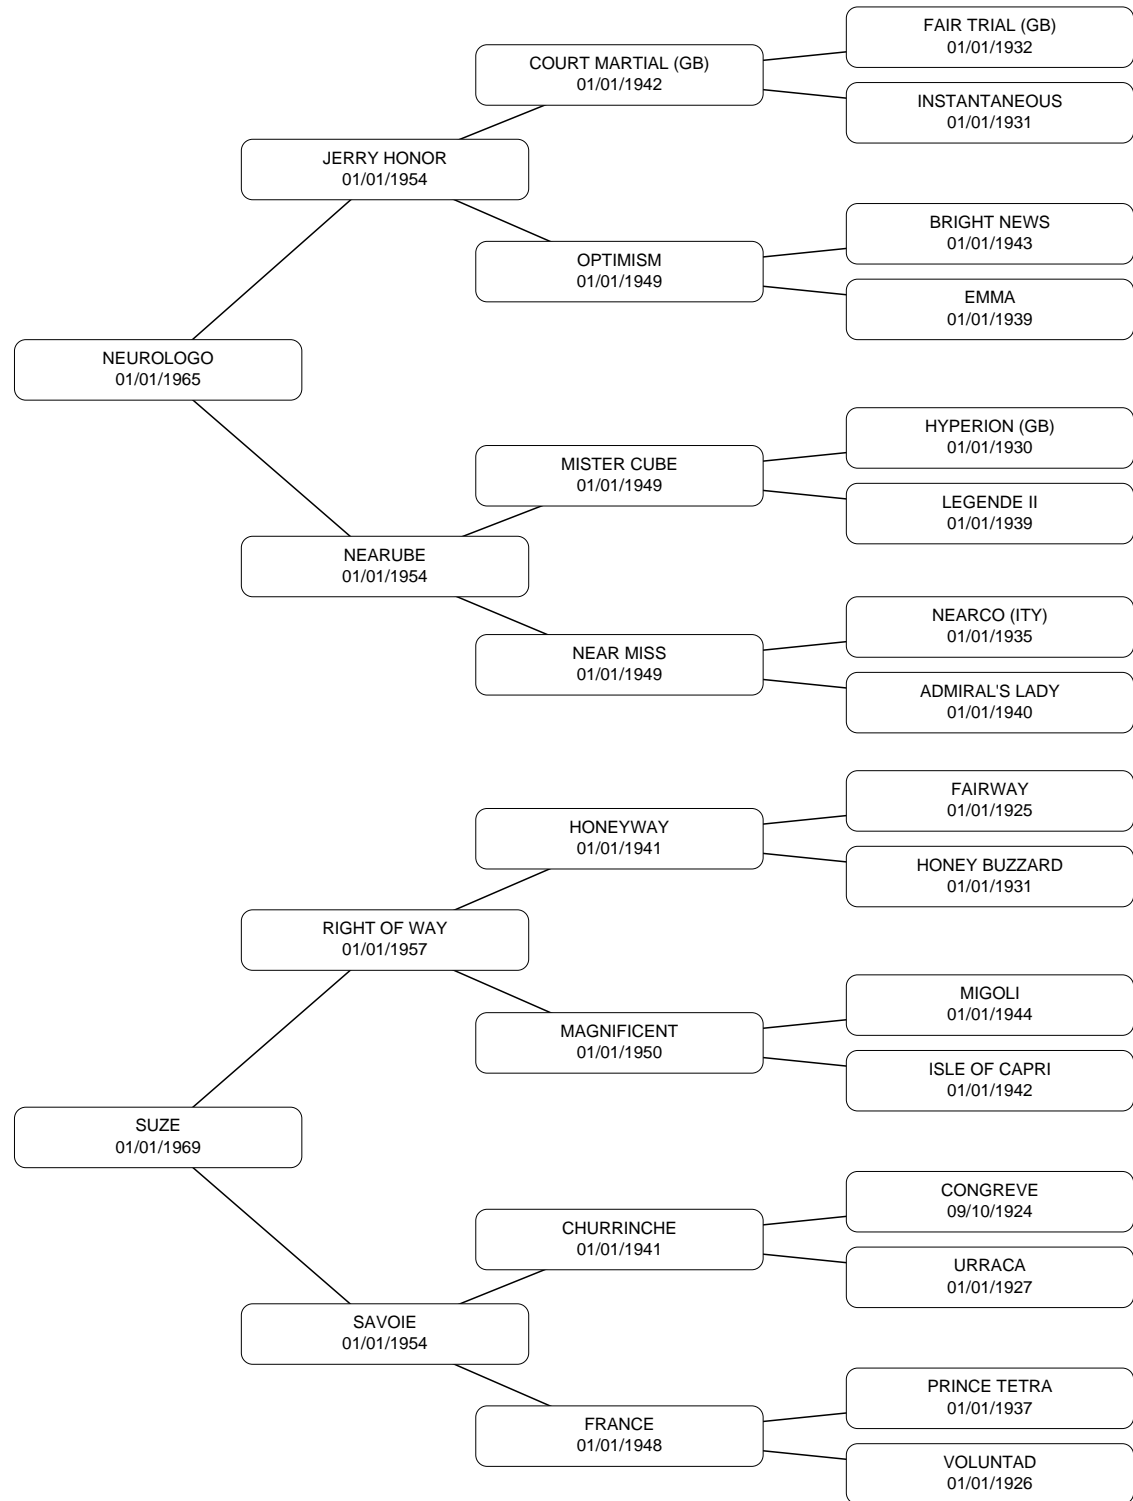 FAIR TRIAL (GB)
01/01/1932
COURT MARTIAL (GB)
01/01/1942
INSTANTANEOUS
01/01/1931
JERRY HONOR
01/01/1954
BRIGHT NEWS
01/01/1943
OPTIMISM
01/01/1949
EMMA
01/01/1939
NEUROLOGO
01/01/1965
HYPERION (GB)
01/01/1930
MISTER CUBE
01/01/1949
LEGENDE II
01/01/1939
NEARUBE
01/01/1954
NEARCO (ITY)
01/01/1935
NEAR MISS
01/01/1949
ADMIRAL'S LADY
01/01/1940
FAIRWAY
01/01/1925
HONEYWAY
01/01/1941
HONEY BUZZARD
01/01/1931
RIGHT OF WAY
01/01/1957
MIGOLI
01/01/1944
MAGNIFICENT
01/01/1950
ISLE OF CAPRI
01/01/1942
SUZE
01/01/1969
CONGREVE
09/10/1924
CHURRINCHE
01/01/1941
URRACA
01/01/1927
SAVOIE
01/01/1954
PRINCE TETRA
01/01/1937
FRANCE
01/01/1948
VOLUNTAD
01/01/1926